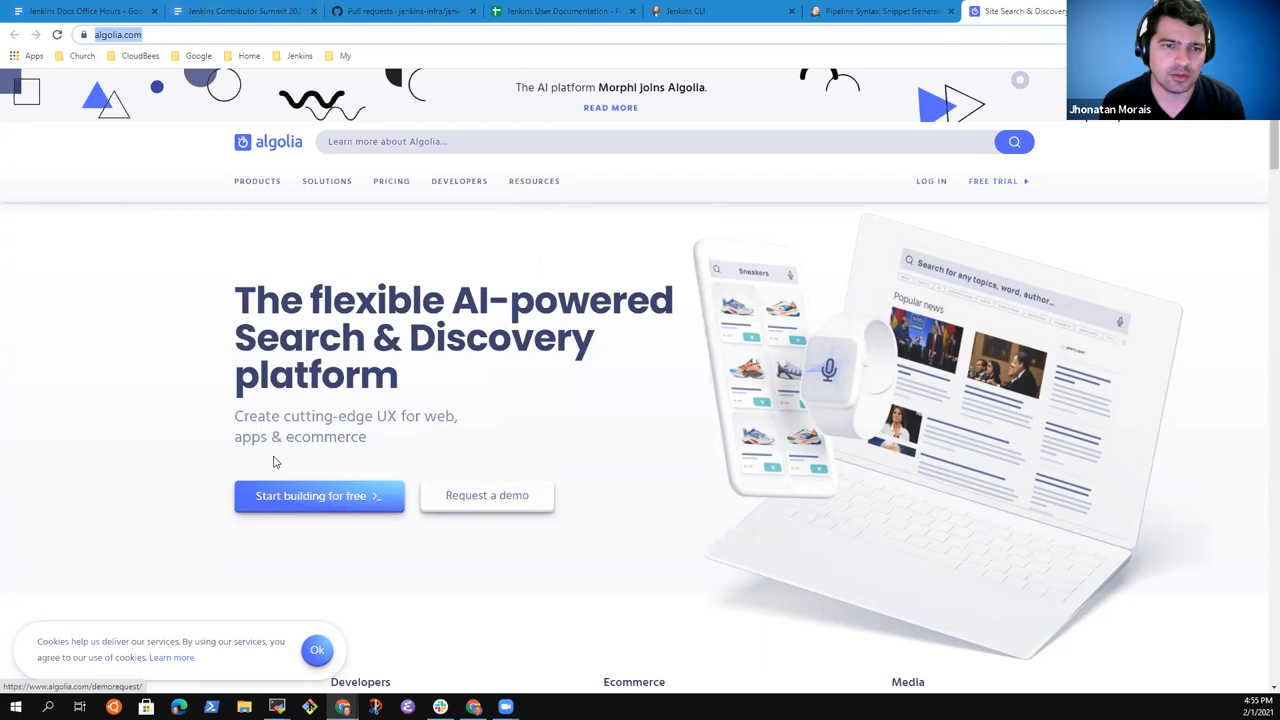 Jenkins Docs Office Hours - Goo
Jenkins Contributor Summit 202
Pull requests · jenkins-infra/jen
Jenkins User Documentation - F
Jenkins CLI
Pipeline Syntax: Snippet Generat
Site Search & Discovery
algolia.com
Apps
Church
CloudBees
Google
Home
Jenkins
My
Jhonatan Morais
The AI platform Morphl joins Algolia.
READ MORE
algolia
Learn more about Algolia...
PRODUCTS
SOLUTIONS
PRICING
DEVELOPERS
RESOURCES
LOG IN
FREE TRIAL
The flexible AI-powered
Search & Discovery
platform
Create cutting-edge UX for web,
apps & ecommerce
Start building for free >_
Request a demo
Sneakers
Search for any topics, word, author...
Popular news
Cookies help us deliver our services. By using our services, you
agree to our use of cookies. Learn more
Ok
Developers
Ecommerce
Media
https://www.algolia.com/demorequest/
4:55 PM
2/1/2021